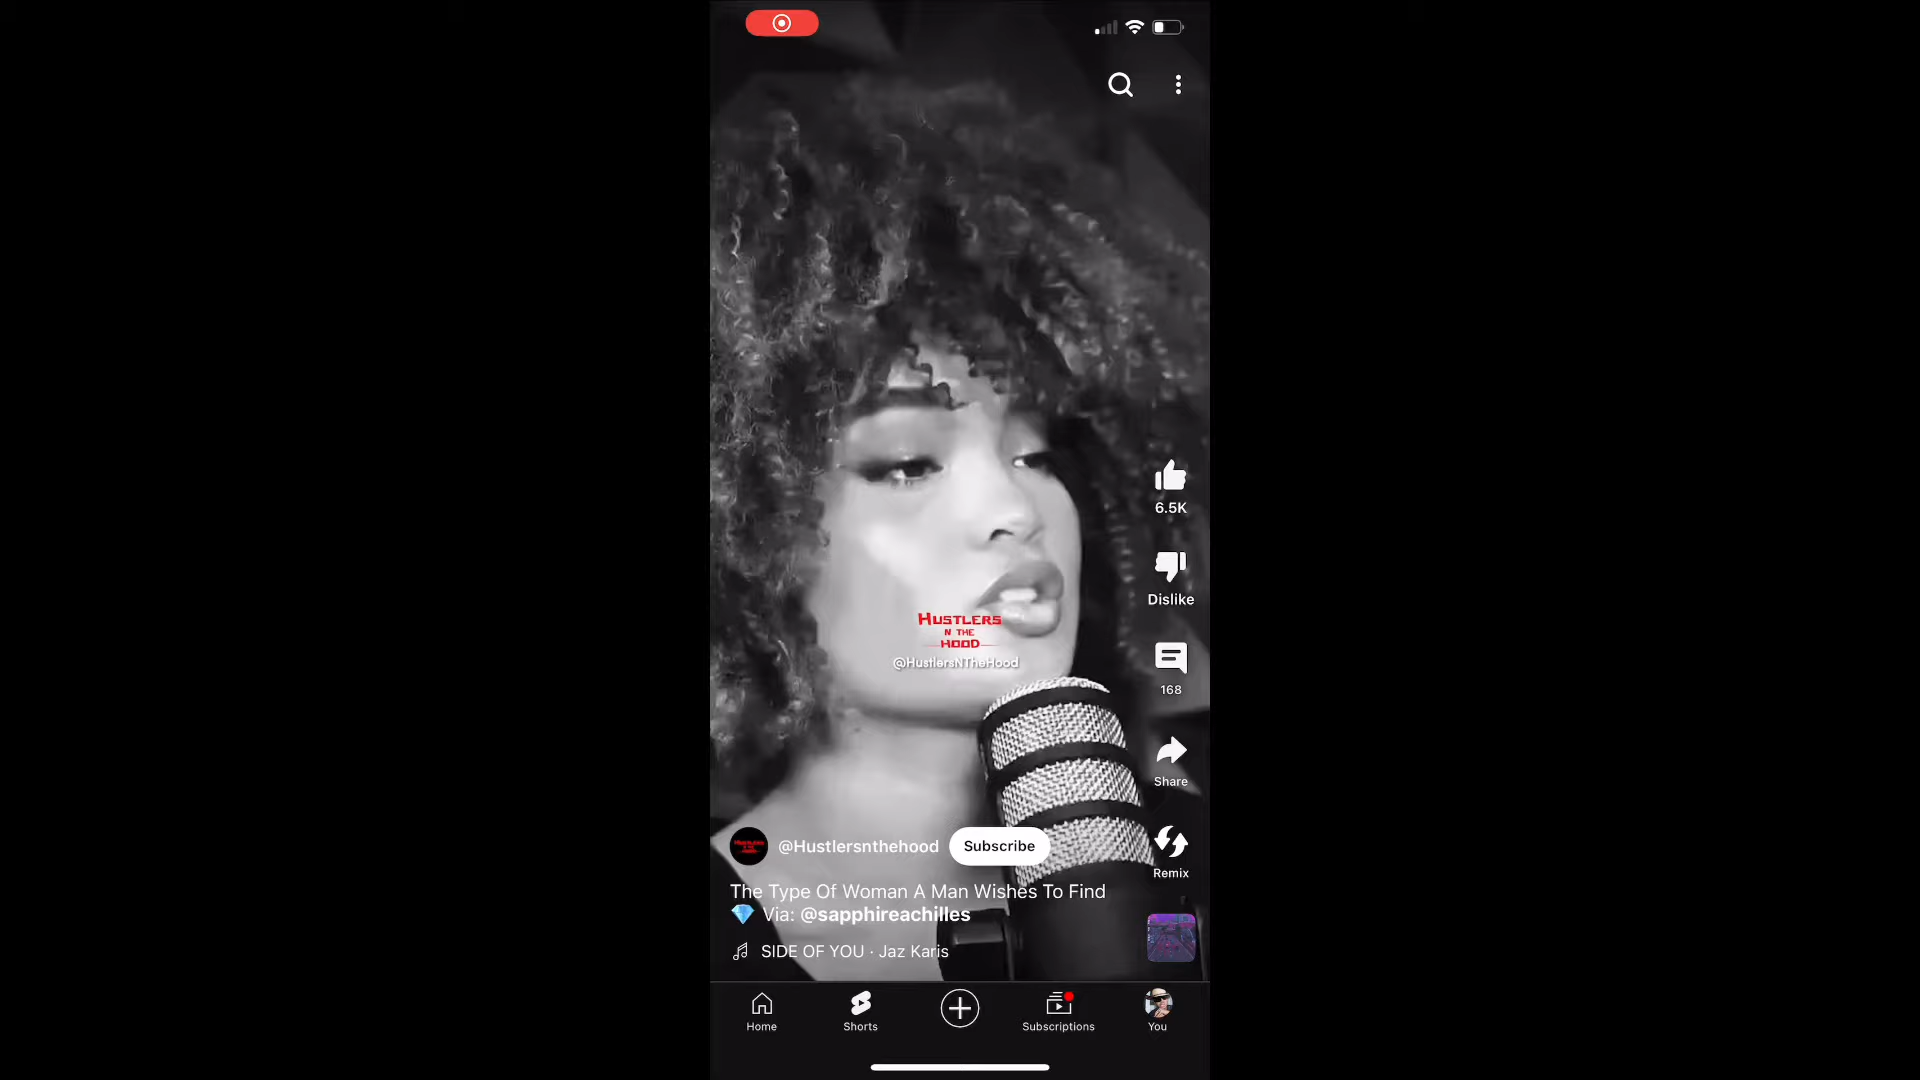 6.5K
HUSTLERS
N THE
HOOD
@HustlersNTheHood
Dislike
168
Share
@Hustlersnthehood
Subscribe
Remix
The Type Of Woman A Man Wishes To Find
💎 Via: @sapphireachilles
SIDE OF YOU · Jaz Karis
Home
Shorts
Subscriptions
You